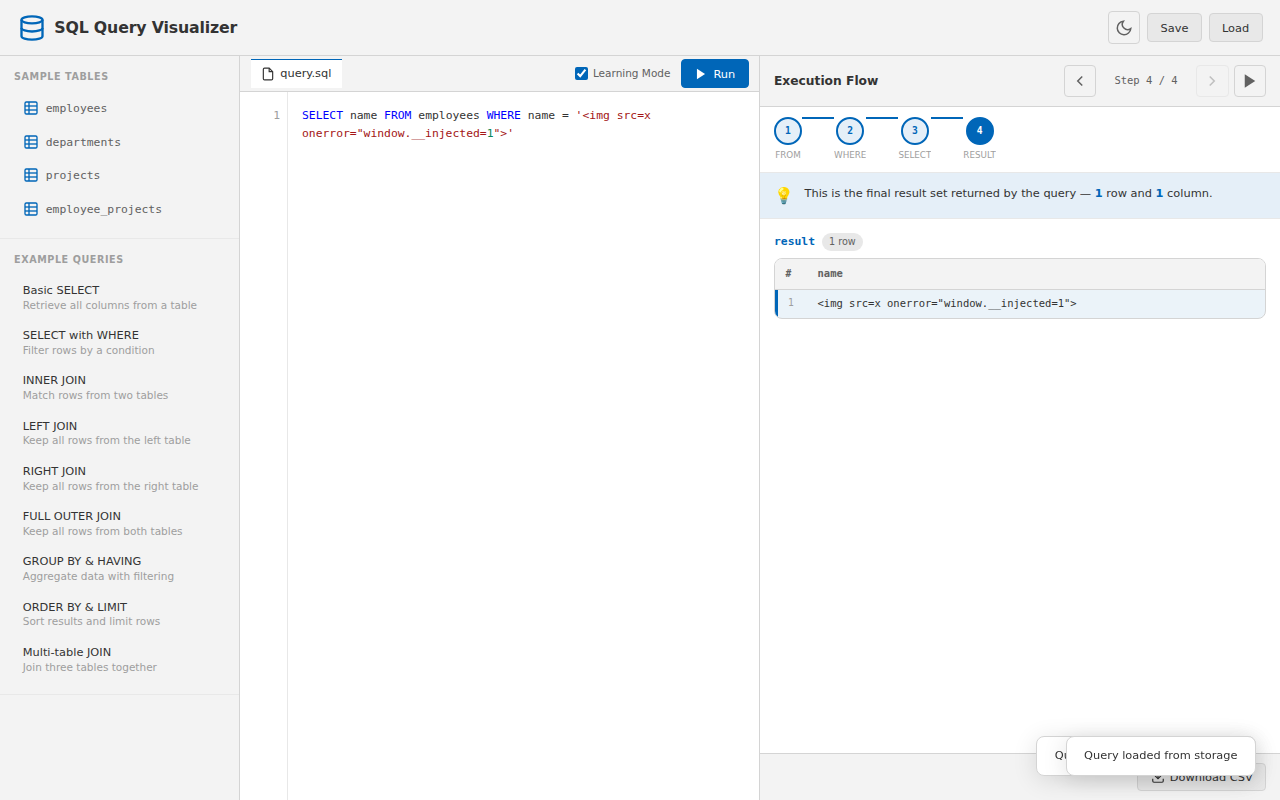 SQL Query Visualizer
Save
Load
SAMPLE TABLES
employees
departments
projects
employee_projects
EXAMPLE QUERIES
Basic SELECT
Retrieve all columns from a table
SELECT with WHERE
Filter rows by a condition
INNER JOIN
Match rows from two tables
LEFT JOIN
Keep all rows from the left table
RIGHT JOIN
Keep all rows from the right table
FULL OUTER JOIN
Keep all rows from both tables
GROUP BY & HAVING
Aggregate data with filtering
ORDER BY & LIMIT
Sort results and limit rows
Multi-table JOIN
Join three tables together
query.sql
Learning Mode
Run
1
SELECT name FROM employees WHERE name = '<img src=x
onerror="window.__injected=1">'
Execution Flow
Step 4 / 4
1
2
3
4
FROM
WHERE
SELECT
RESULT
This is the final result set returned by the query — 1 row and 1 column.
result
1 row
# name
1 <img src=x onerror="window.__injected=1">
Query loaded from storage
Download CSV